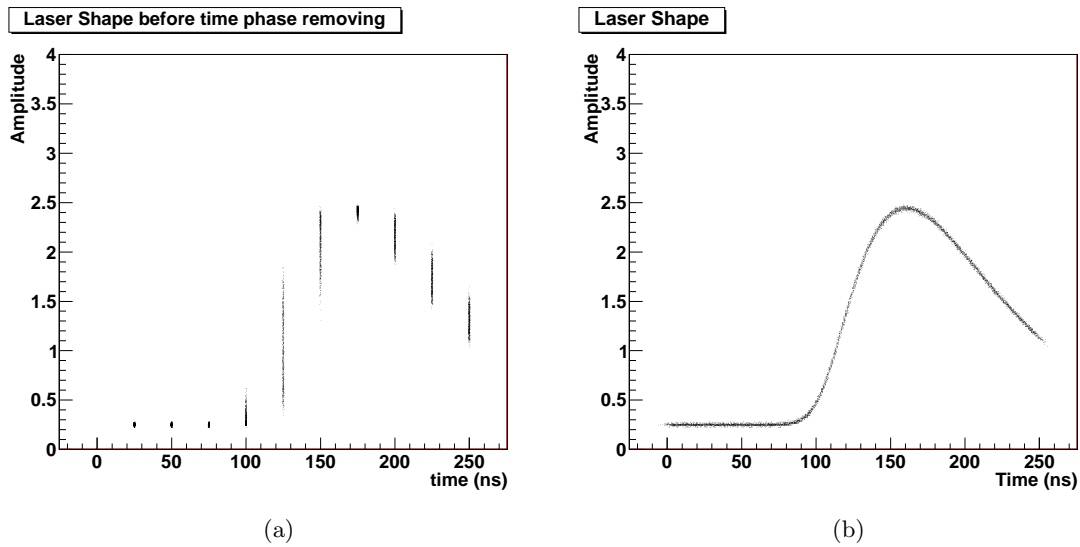 Laser Shape before time phase removing
Amplitude
4
3.5
3
2.5
2
1.5
1
0.5
0
0 50 100 150 200 250
time (ns)
(a)
Laser Shape
Amplitude
4
3.5
3
2.5
2
1.5
1
0.5
0
0 50 100 150 200 250
Time (ns)
(b)